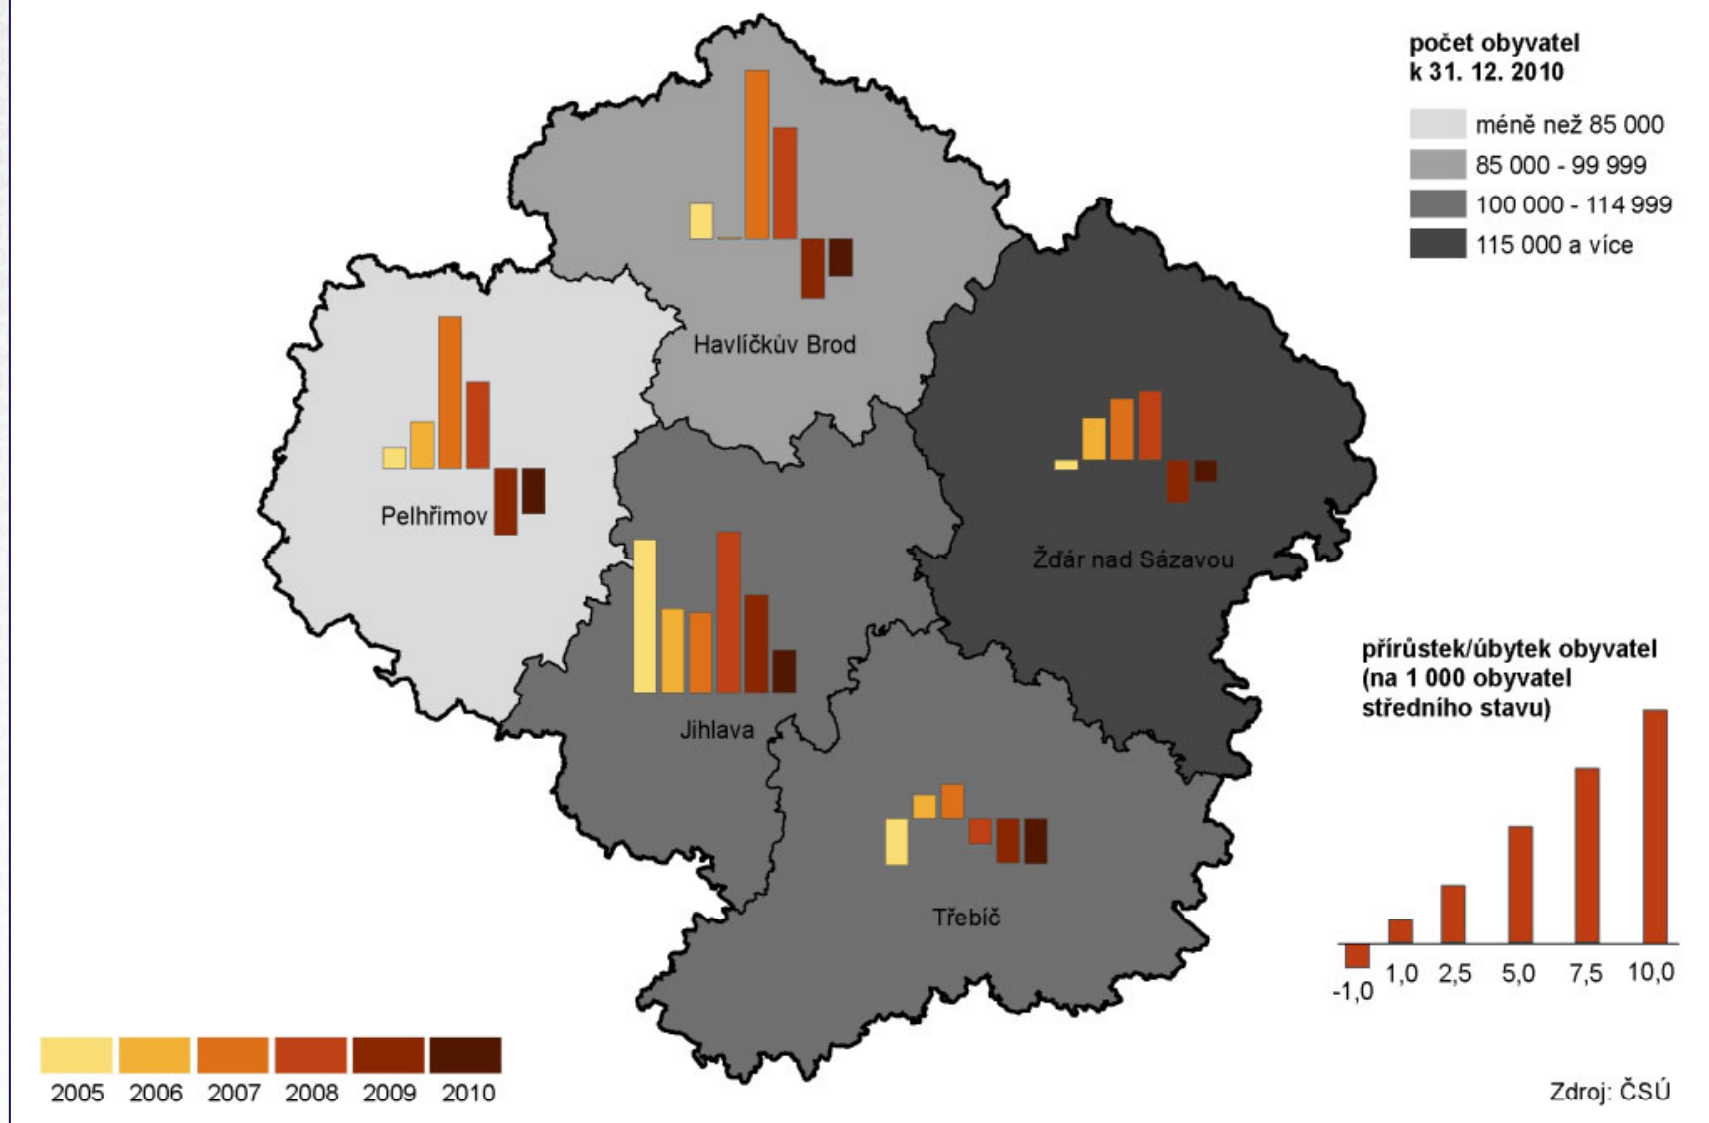 počet obyvatel
k 31. 12. 2010
méně než 85 000
85 000 - 99 999
100 000 - 114 999
115 000 a více
Havlíčkův Brod
Pelhřimov
Žďár nad Sázavou
Jihlava
Třebíč
přírůstek/úbytek obyvatel
(na 1 000 obyvatel
středního stavu)
-1,0 1,0 2,5 5,0 7,5 10,0
2005 2006 2007 2008 2009 2010
Zdroj: ČSÚ